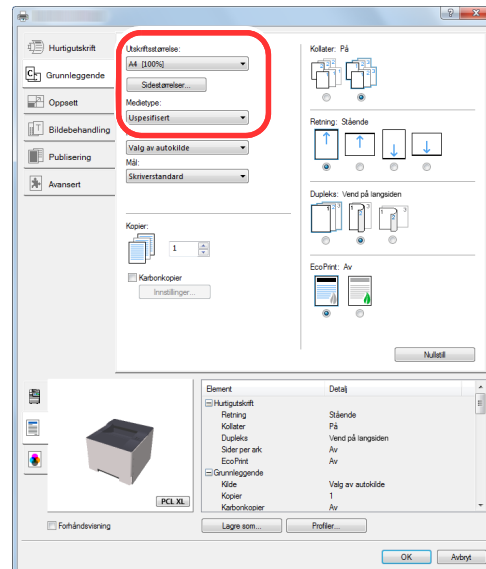 Hurtigutskrift
Grunnleggende
Oppsett
Bildebehandling
Publisering
Avansert
Utskriftsstørrelse:
A4 [100%]
Sidestørrelser...
Medietype:
Uspesifisert
Valg av autokilde
Mål:
Skriverstandard
Kopier:
1
Karbonkopier
Innstillinger...
Kollater: På
Retning: Stående
Dupleks: Vend på langsiden
EcoPrint: Av
Nullstill
PCL XL
Forhåndsvisning
Element Detalj
Hurtigutskrift
Retning Stående
Kollater På
Dupleks Vend på langsiden
Sider per ark Av
EcoPrint Av
Grunnleggende
Kilde Valg av autokilde
Kopier 1
Karbonkopier Av
Lagre som... Profiler...
OK Avbryt